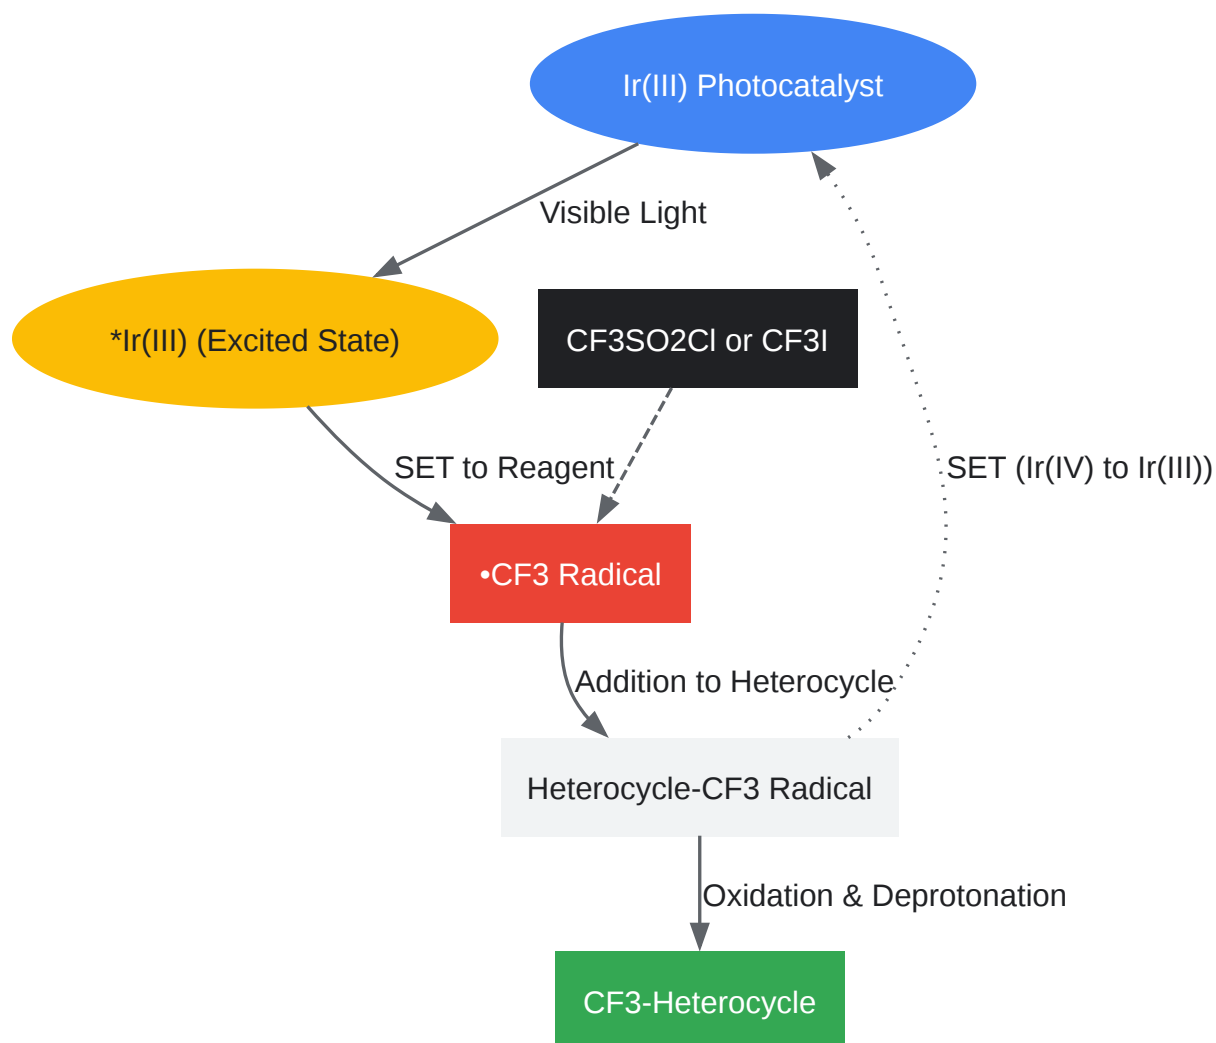 Ir(III) Photocatalyst
Visible Light
*Ir(III) (Excited State)
CF3SO2Cl or CF3I
SET to Reagent
SET (Ir(IV) to Ir(III))
•CF3 Radical
Addition to Heterocycle
Heterocycle-CF3 Radical
Oxidation & Deprotonation
CF3-Heterocycle